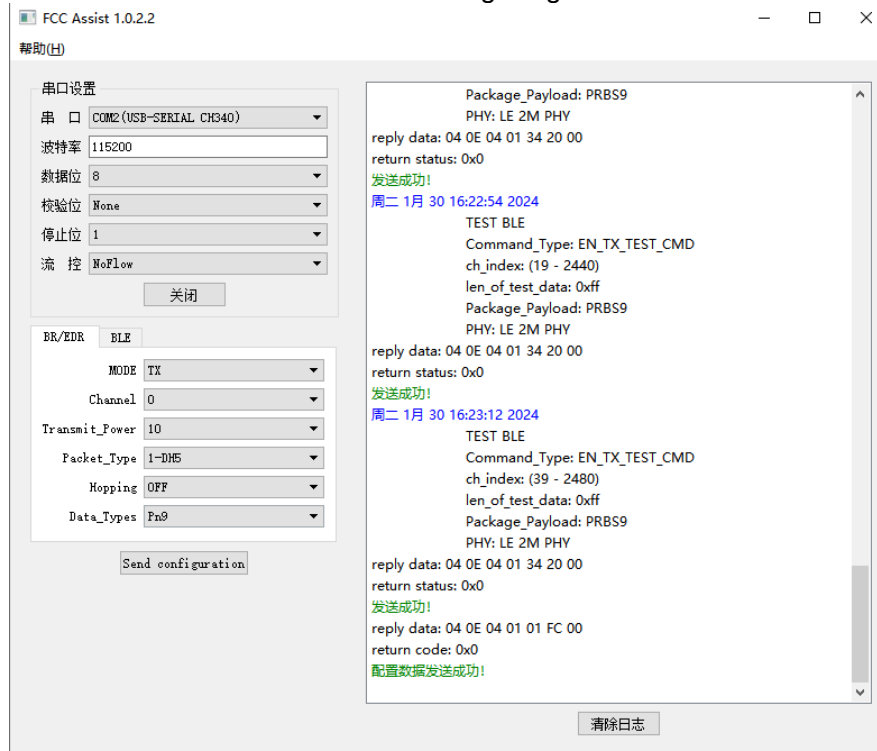 FCC Assist 1.0.2.2
帮助(H)
串口设置
串 口 COM2(USB-SERIAL CH340)
波特率 115200
数据位 8
校验位 None
停止位 1
流 控 NoFlow
关闭
BR/EDR BLE
MODE TX
Channel 0
Transmit_Power 10
Packet_Type 1-DH5
Hopping OFF
Data_Types Pn9
Send configuration
Package_Payload: PRBS9
PHY: LE 2M PHY
reply data: 04 0E 04 01 34 20 00
return status: 0x0
发送成功!
周二 1月 30 16:22:54 2024
TEST BLE
Command_Type: EN_TX_TEST_CMD
ch_index: (19 - 2440)
len_of_test_data: 0xff
Package_Payload: PRBS9
PHY: LE 2M PHY
reply data: 04 0E 04 01 34 20 00
return status: 0x0
发送成功!
周二 1月 30 16:23:12 2024
TEST BLE
Command_Type: EN_TX_TEST_CMD
ch_index: (39 - 2480)
len_of_test_data: 0xff
Package_Payload: PRBS9
PHY: LE 2M PHY
reply data: 04 0E 04 01 34 20 00
return status: 0x0
发送成功!
reply data: 04 0E 04 01 01 FC 00
return code: 0x0
配置数据发送成功!
清除日志